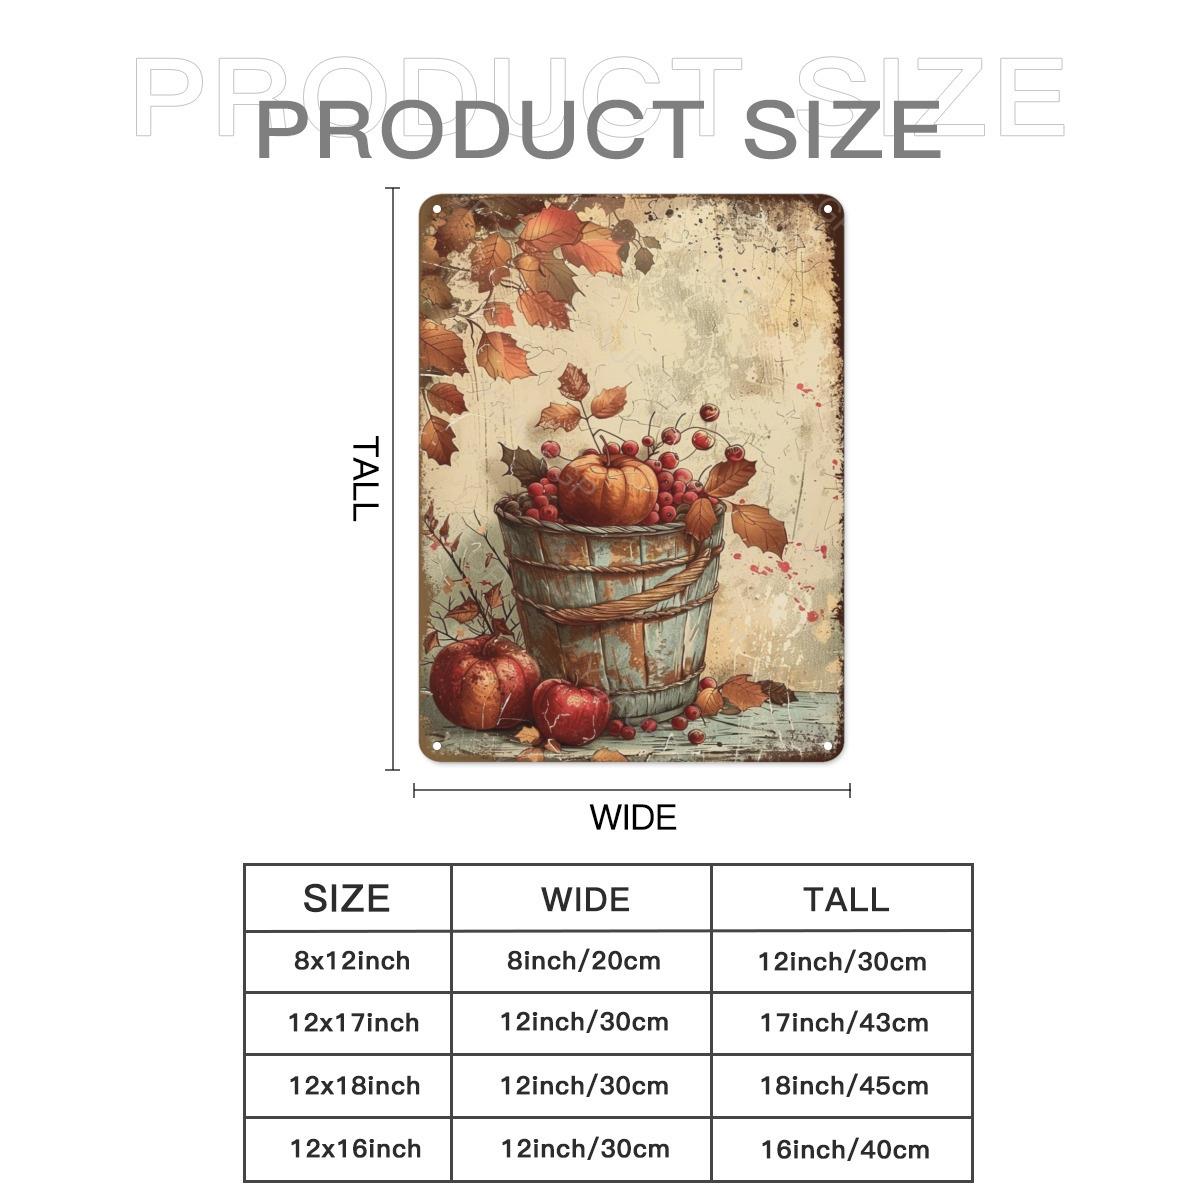 PRODUCT SIZE
PRODUCT SIZE
TALL
WIDE
SIZE WIDE TALL
8x12inch 8inch/20cm 12inch/30cm
12x17inch 12inch/30cm 17inch/43cm
12x18inch 12inch/30cm 18inch/45cm
12x16inch 12inch/30cm 16inch/40cm